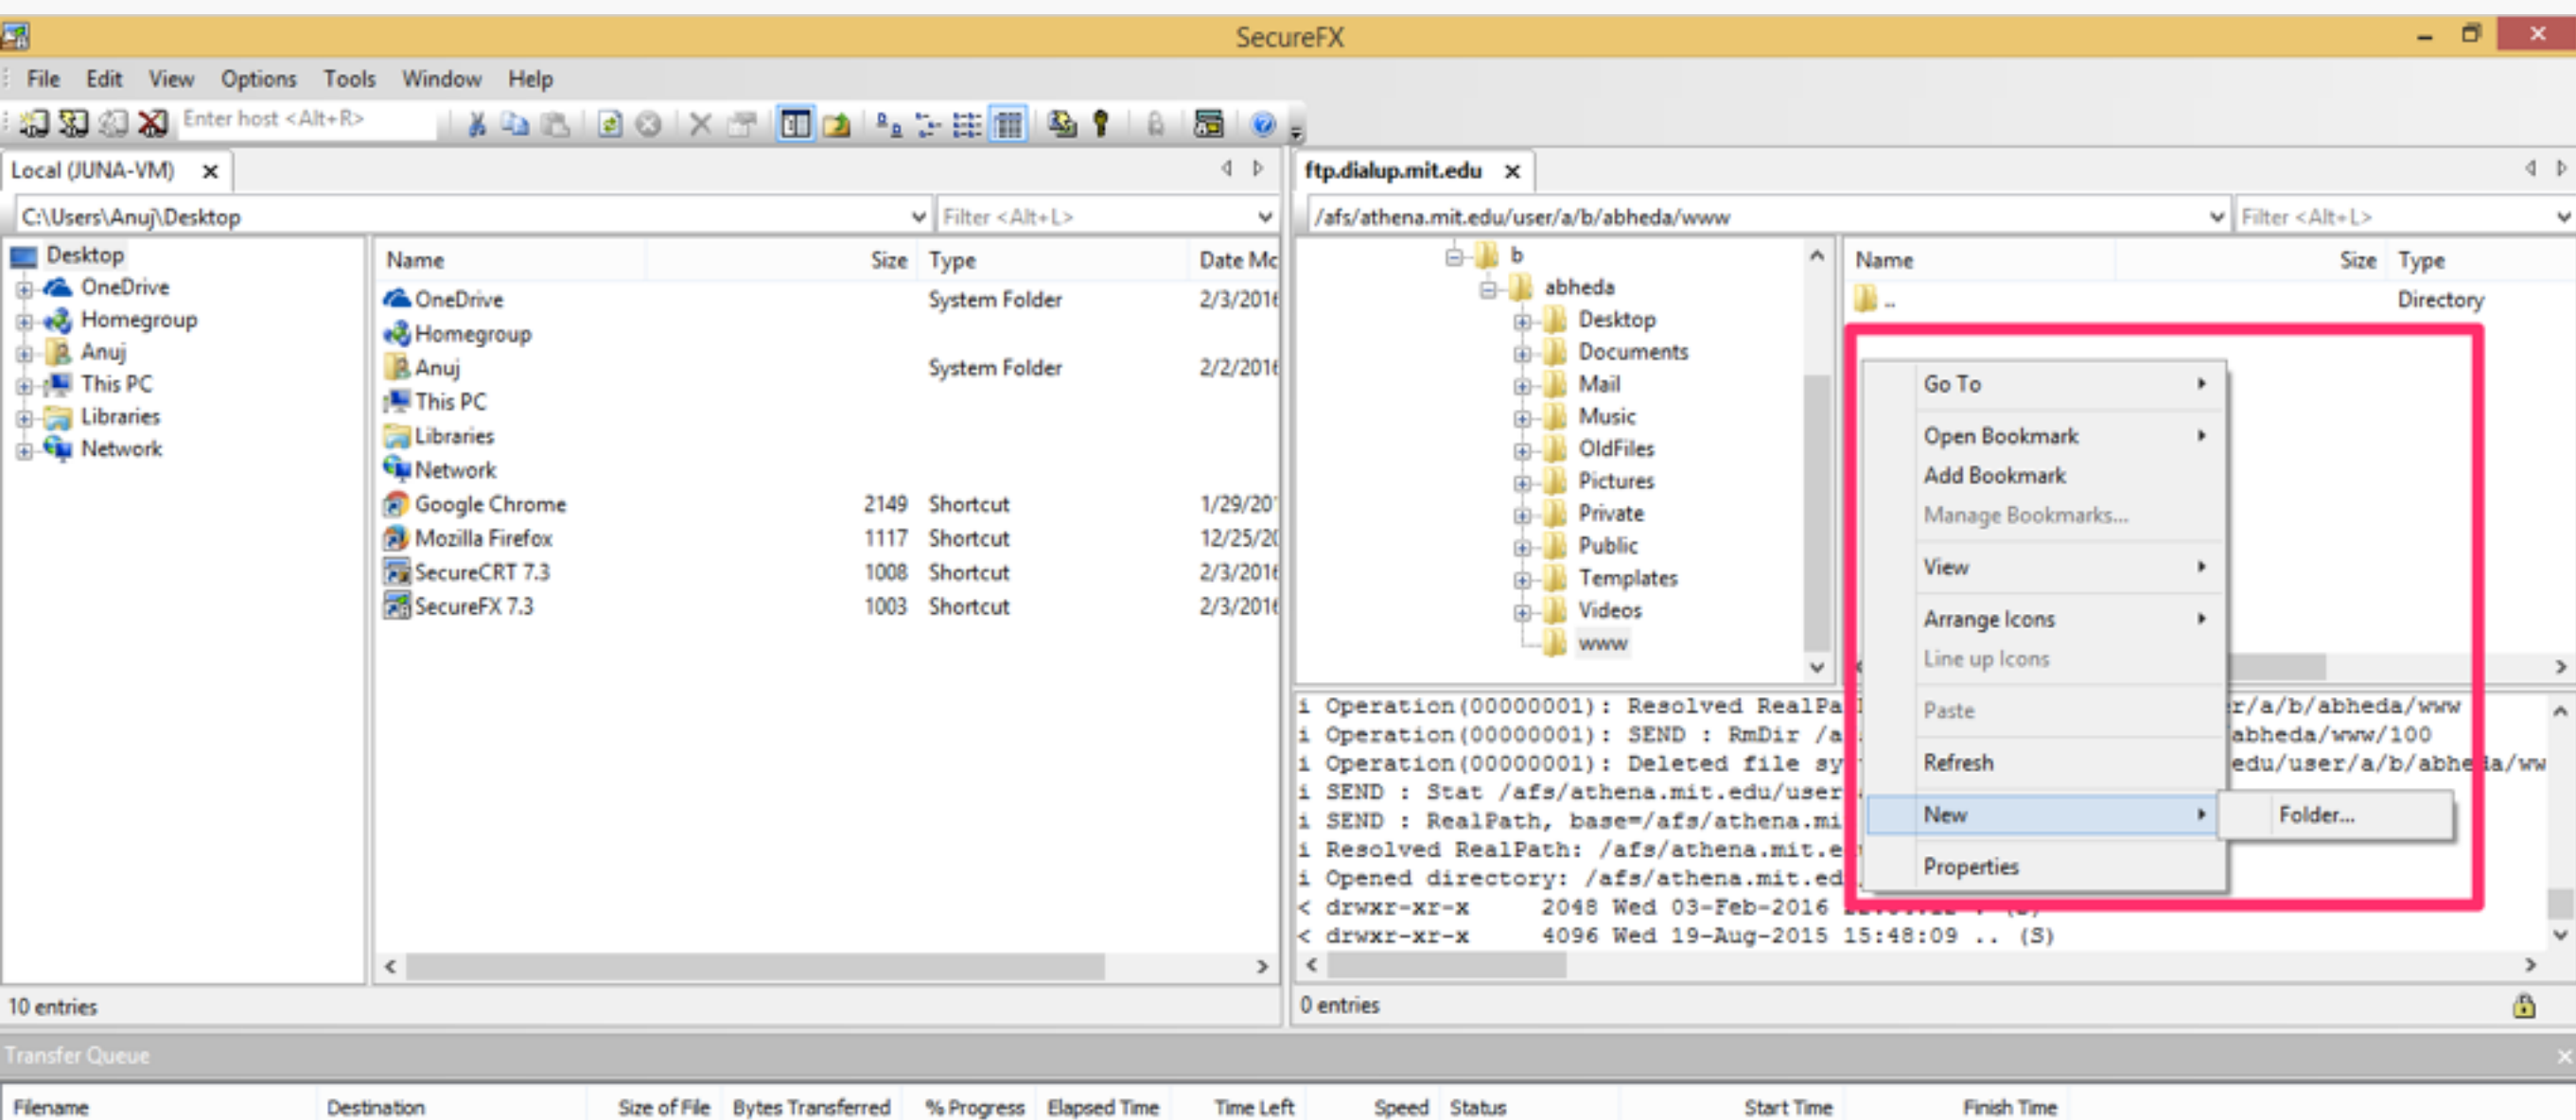 SecureFX
File Edit View Options Tools Window Help
Enter host <Alt+R>
Local (JUNA-VM)
C:\Users\Anuj\Desktop
Filter <Alt+L>
Desktop
OneDrive
Homegroup
Anuj
This PC
Libraries
Network
Name Size Type Date Mc
OneDrive System Folder 2/3/2016
Homegroup
Anuj System Folder 2/2/2016
This PC
Libraries
Network
Google Chrome 2149 Shortcut 1/29/20
Mozilla Firefox 1117 Shortcut 12/25/20
SecureCRT 7.3 1008 Shortcut 2/3/2016
SecureFX 7.3 1003 Shortcut 2/3/2016
10 entries
ftp.dialup.mit.edu
/afs/athena.mit.edu/user/a/b/abheda/www
Filter <Alt+L>
b
abheda
Desktop
Documents
Mail
Music
OldFiles
Pictures
Private
Public
Templates
Videos
www
Name Size Type
.. Directory
Go To
Open Bookmark
Add Bookmark
Manage Bookmarks...
View
Arrange Icons
Line up Icons
Paste
Refresh
New
Folder...
Properties
i Operation(00000001): Resolved RealPa r/a/b/abheda/www
i Operation(00000001): SEND : RmDir /a abheda/www/100
i Operation(00000001): Deleted file sy edu/user/a/b/abheda/ww
i SEND : Stat /afs/athena.mit.edu/user
i SEND : RealPath, base=/afs/athena.mi
i Resolved RealPath: /afs/athena.mit.e
i Opened directory: /afs/athena.mit.ed
< drwxr-xr-x 2048 Wed 03-Feb-2016
< drwxr-xr-x 4096 Wed 19-Aug-2015 15:48:09 .. (S)
0 entries
Transfer Queue
Filename Destination Size of File Bytes Transferred % Progress Elapsed Time Time Left Speed Status Start Time Finish Time